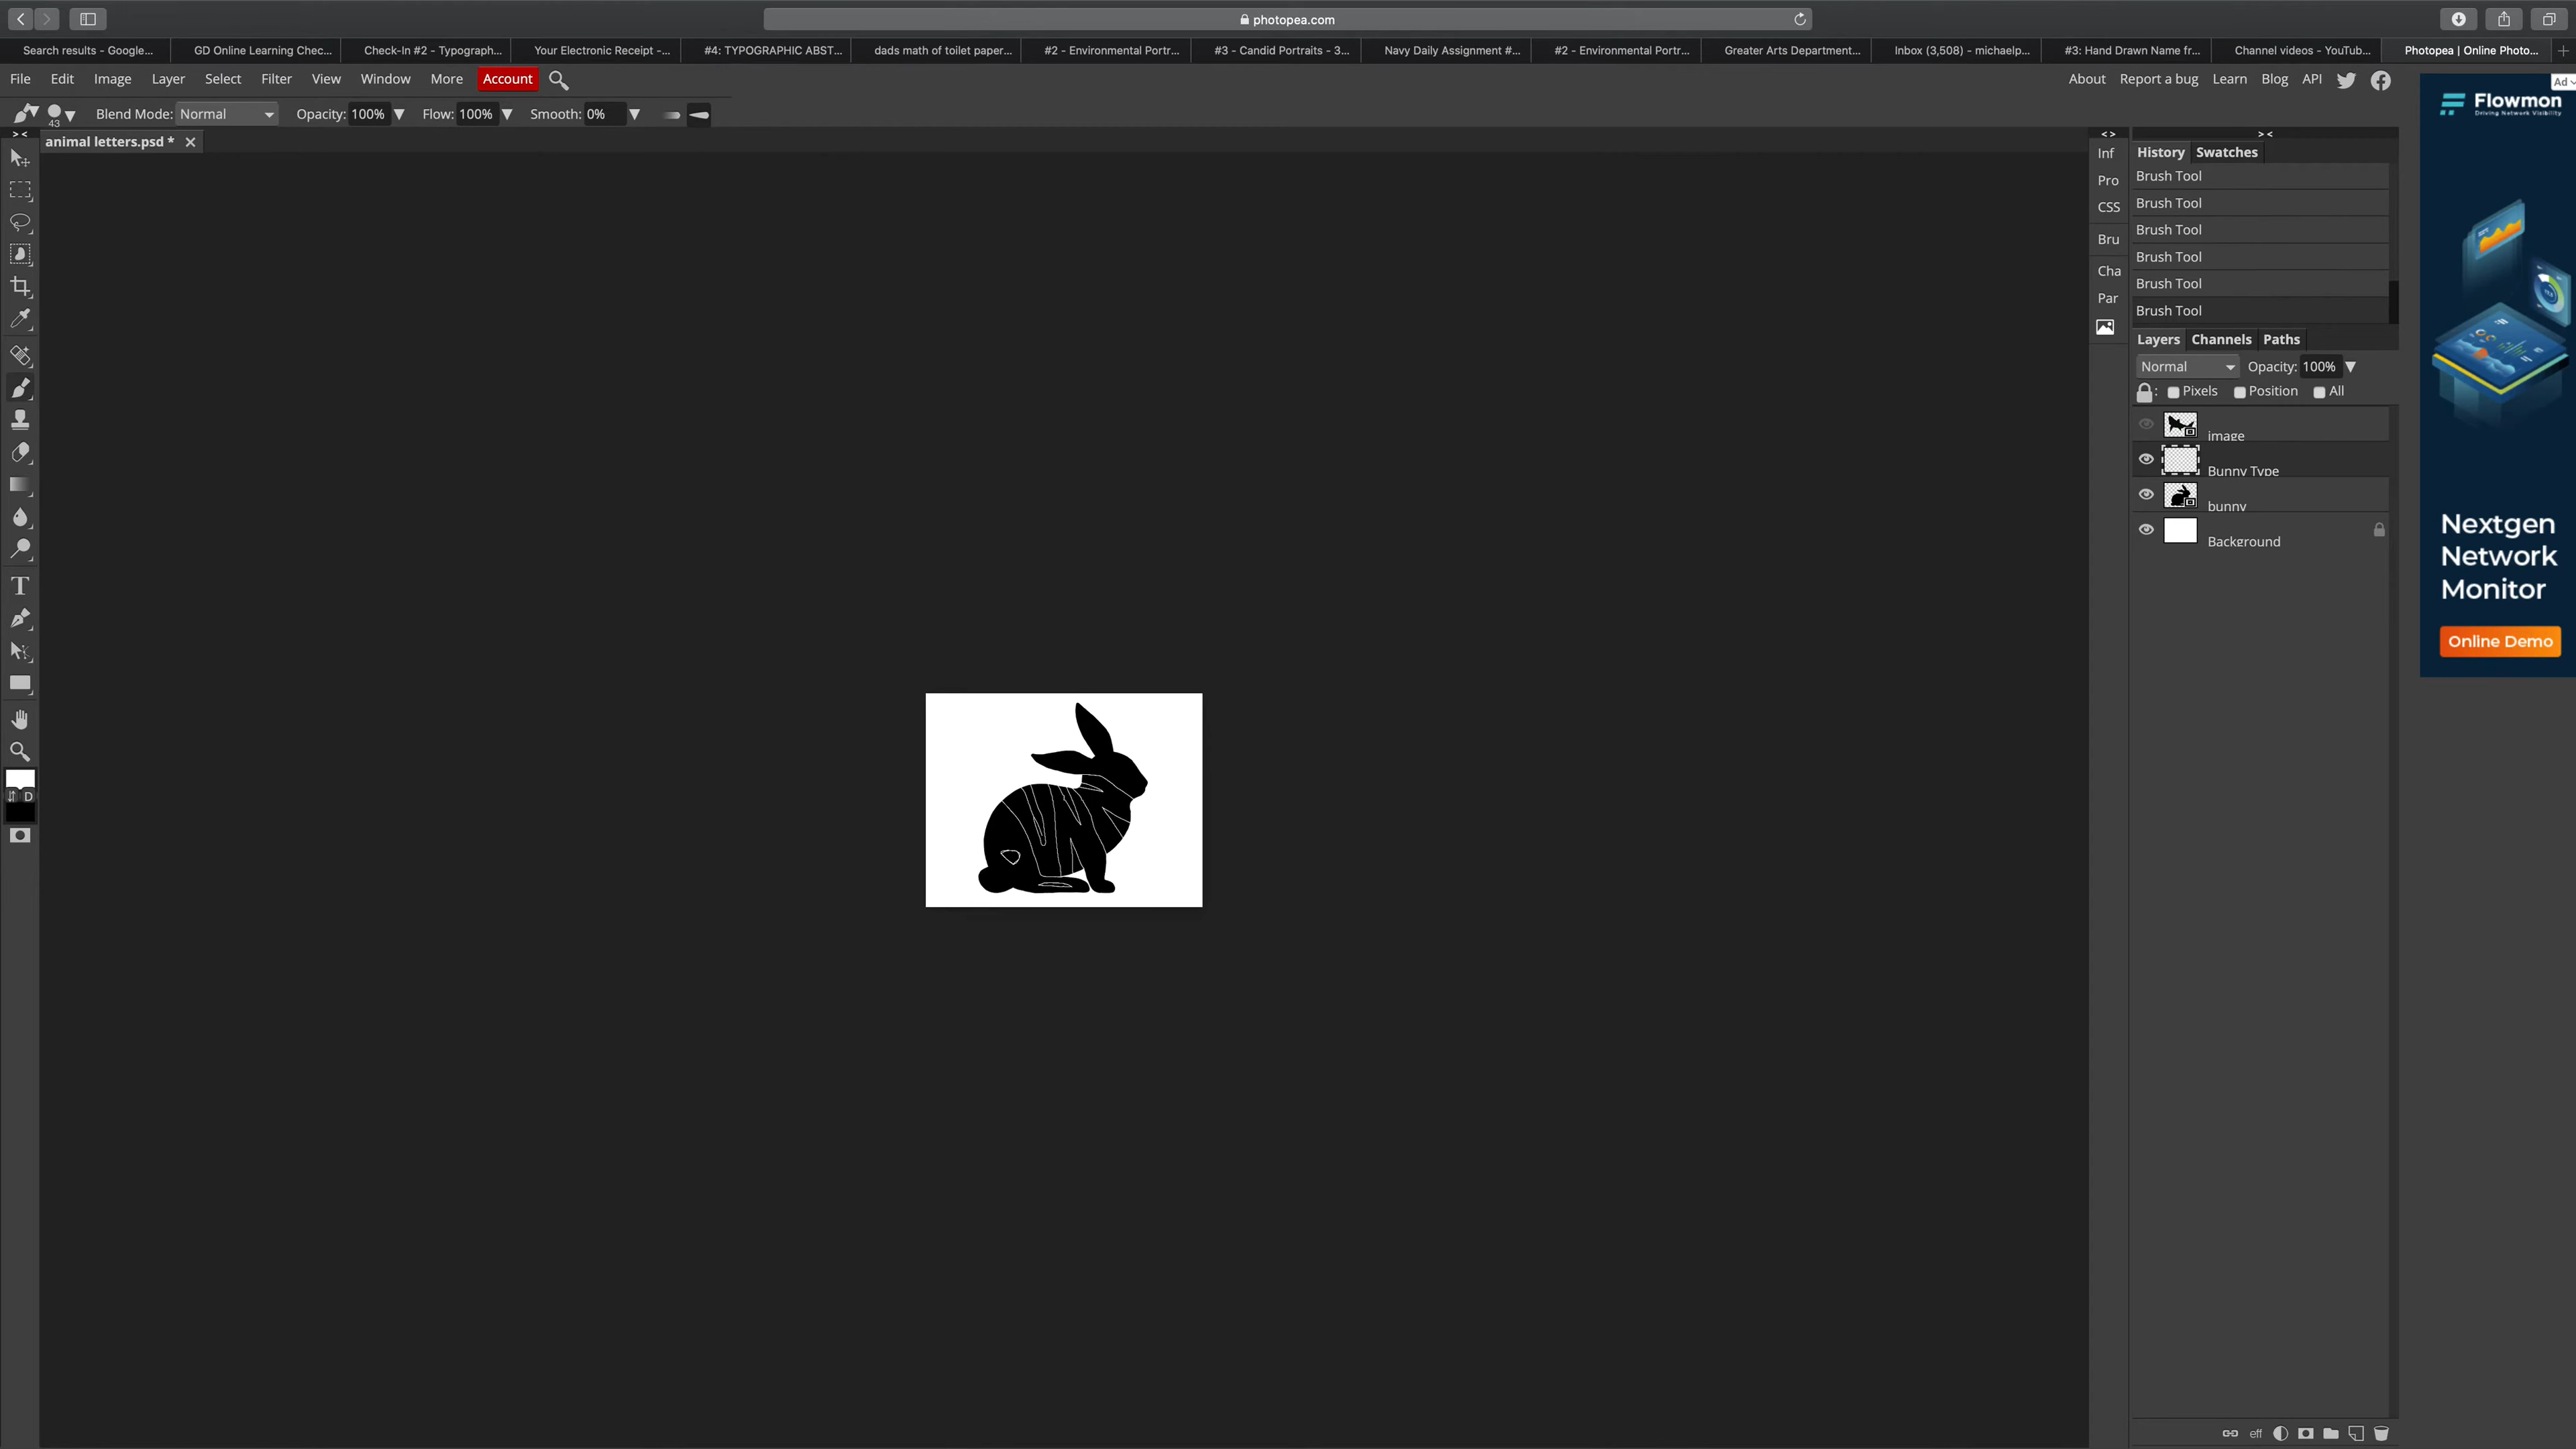 photopea.com
Search results - Google...
GD Online Learning Chec...
Check-In #2 - Typograph...
Your Electronic Receipt -...
#4: TYPOGRAPHIC ABST...
dads math of toilet paper...
#2 - Environmental Portr...
#3 - Candid Portraits - 3...
Navy Daily Assignment #...
#2 - Environmental Portr...
Greater Arts Department...
Inbox (3,508) - michaelp...
#3: Hand Drawn Name fr...
Channel videos - YouTub...
Photopea | Online Photo...
File Edit Image Layer Select Filter View Window More Account
About Report a bug Learn Blog API
Blend Mode: Normal Opacity: 100% Flow: 100% Smooth: 0%
43
animal letters.psd *
Inf
Pro
CSS
Bru
Cha
Par
History Swatches
Brush Tool
Brush Tool
Brush Tool
Brush Tool
Brush Tool
Brush Tool
Layers Channels Paths
Normal Opacity: 100%
: Pixels Position All
image
Bunny Type
bunny
Background
T
D
eff
Ad
Flowmon
Driving Network Visibility
Nextgen
Network
Monitor
Online Demo